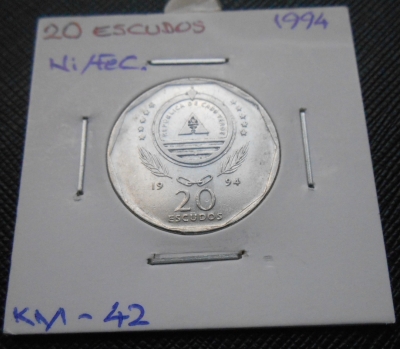 20 ESCUDOS 1994
Ni/FeC.
REPUBLICA DE CABO VERDE
19 94
20
ESCUDOS
KM - 42